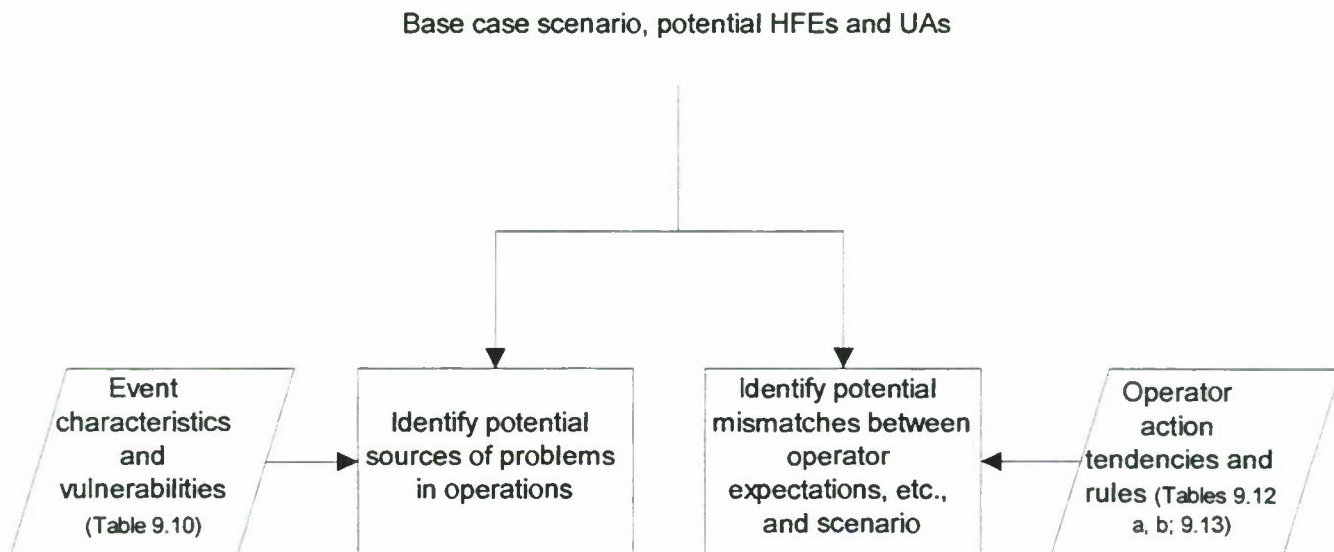 Base case scenario, potential HFEs and UAs
Event
characteristics
and
vulnerabilities
(Table 9.10)
Identify potential
sources of problems
in operations
Identify potential
mismatches between
operator
expectations, etc.,
and scenario
Operator
action
tendencies and
rules (Tables 9.12
a, b; 9.13)